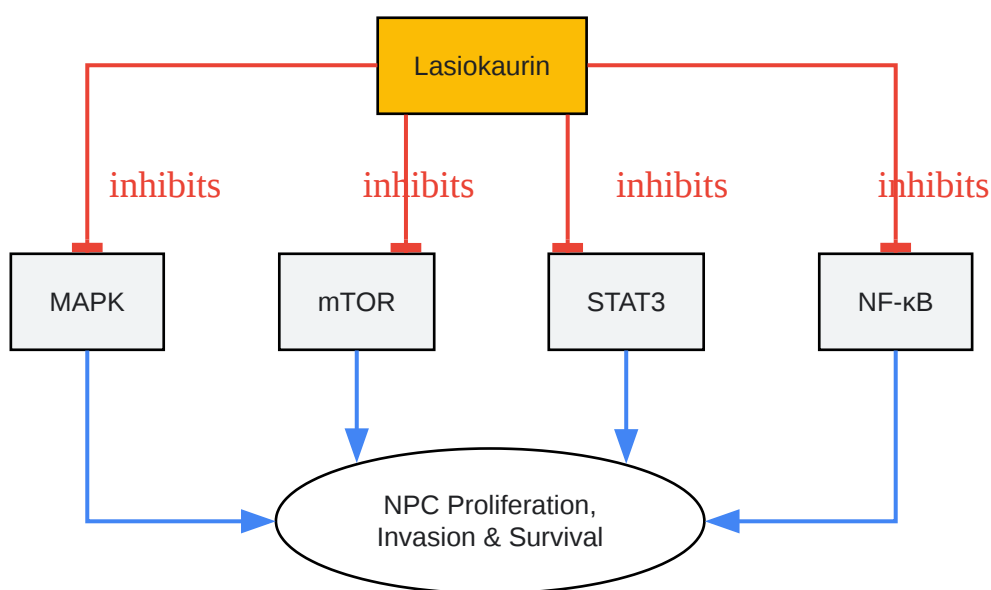 Lasiokaurin
inhibits
inhibits
inhibits
inhibits
MAPK
mTOR
STAT3
NF-κB
NPC Proliferation,
Invasion & Survival